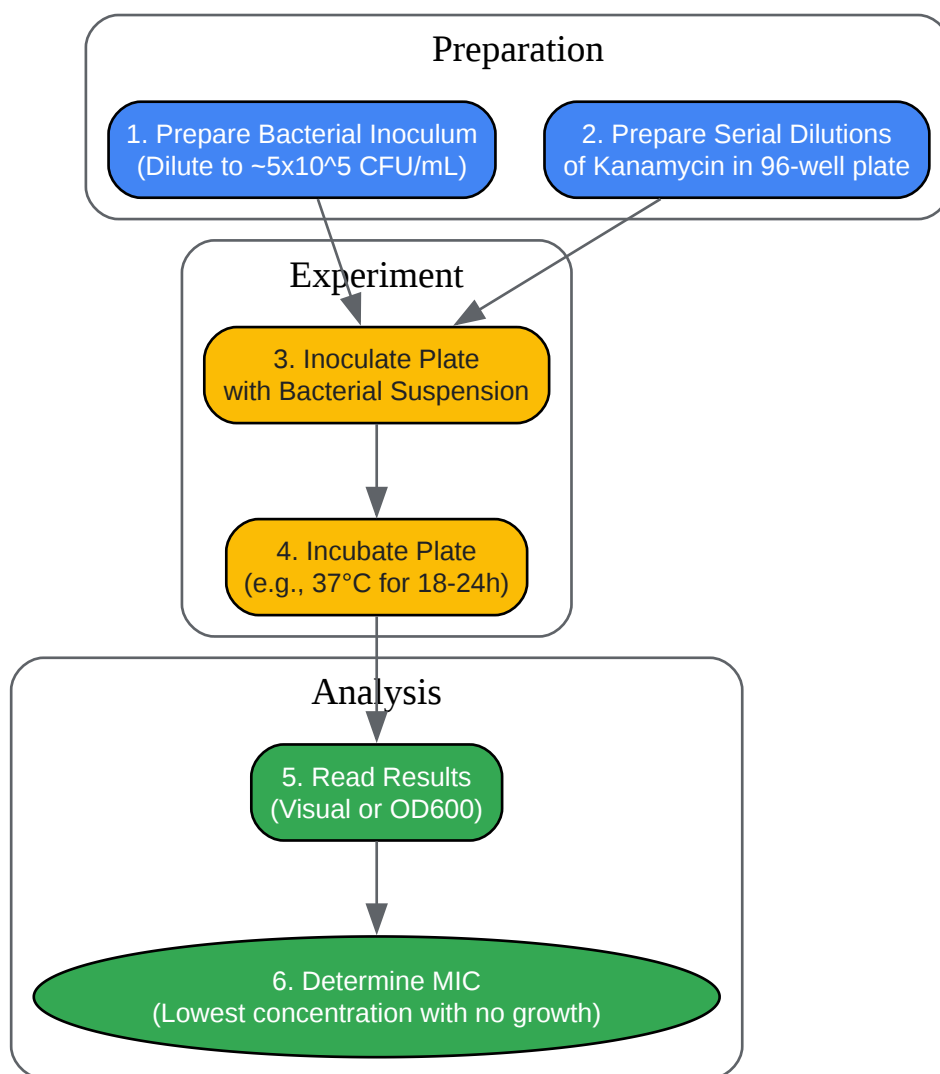 Preparation
1. Prepare Bacterial Inoculum
(Dilute to ~5x10^5 CFU/mL)
2. Prepare Serial Dilutions
of Kanamycin in 96-well plate
Experiment
3. Inoculate Plate
with Bacterial Suspension
4. Incubate Plate
(e.g., 37°C for 18-24h)
Analysis
5. Read Results
(Visual or OD600)
6. Determine MIC
(Lowest concentration with no growth)